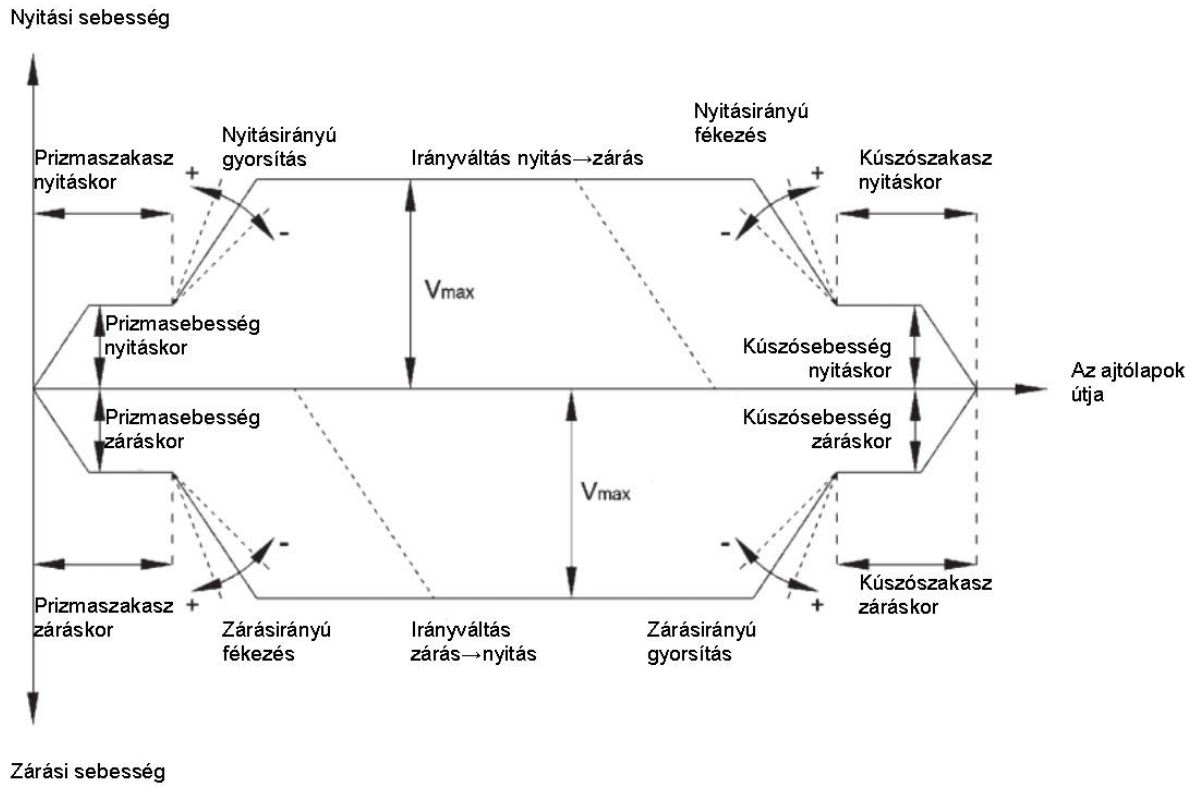 Nyitási sebesség
Nyitásirányú
fékezés
Nyitásirányú
gyorsítás
Prizmaszakasz
nyitáskor
Irányváltás nyitás→zárás
Kúszószakasz
nyitáskor
+
-
+
-
Vmax
Prizmasebesség
nyitáskor
Kúszósebesség
nyitáskor
Az ajtólapok
útja
Prizmasebesség
záráskor
Kúszósebesség
záráskor
Vmax
-
+
-
+
Prizmaszakasz
záráskor
Kúszószakasz
záráskor
Zárásirányú
fékezés
Irányváltás
zárás→nyitás
Zárásirányú
gyorsítás
Zárási sebesség